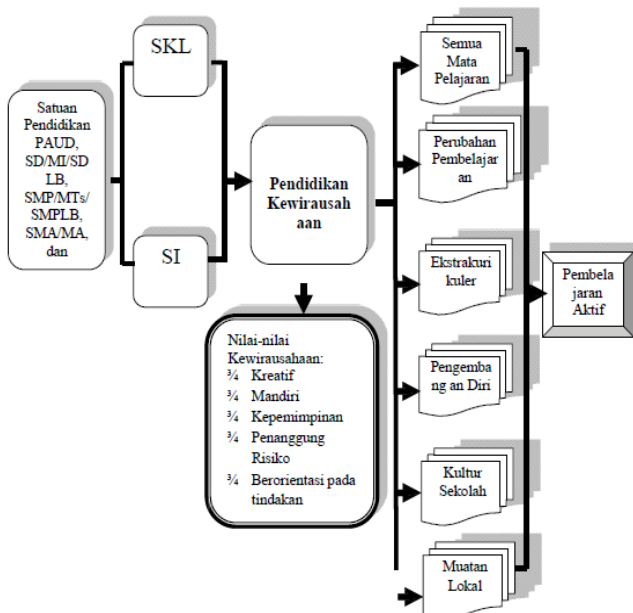 Satuan
Pendidikan
PAUD,
SD/MI/SD
LB,
SMP/MTs/
SMPLB,
SMA/MA,
dan
SKL
SI
Pendidikan
Kewirausah
aan
Nilai-nilai
Kewirausahaan:
¾ Kreatif
¾ Mandiri
¾ Kepemimpinan
¾ Penanggung
Risiko
¾ Berorientasi pada
tindakan
Semua
Mata
Pelajaran
Perubahan
Pembelajar
an
Ekstrakuri
kuler
Pengemba
ng an Diri
Kultur
Sekolah
Muatan
Lokal
Pembela
jaran
Aktif